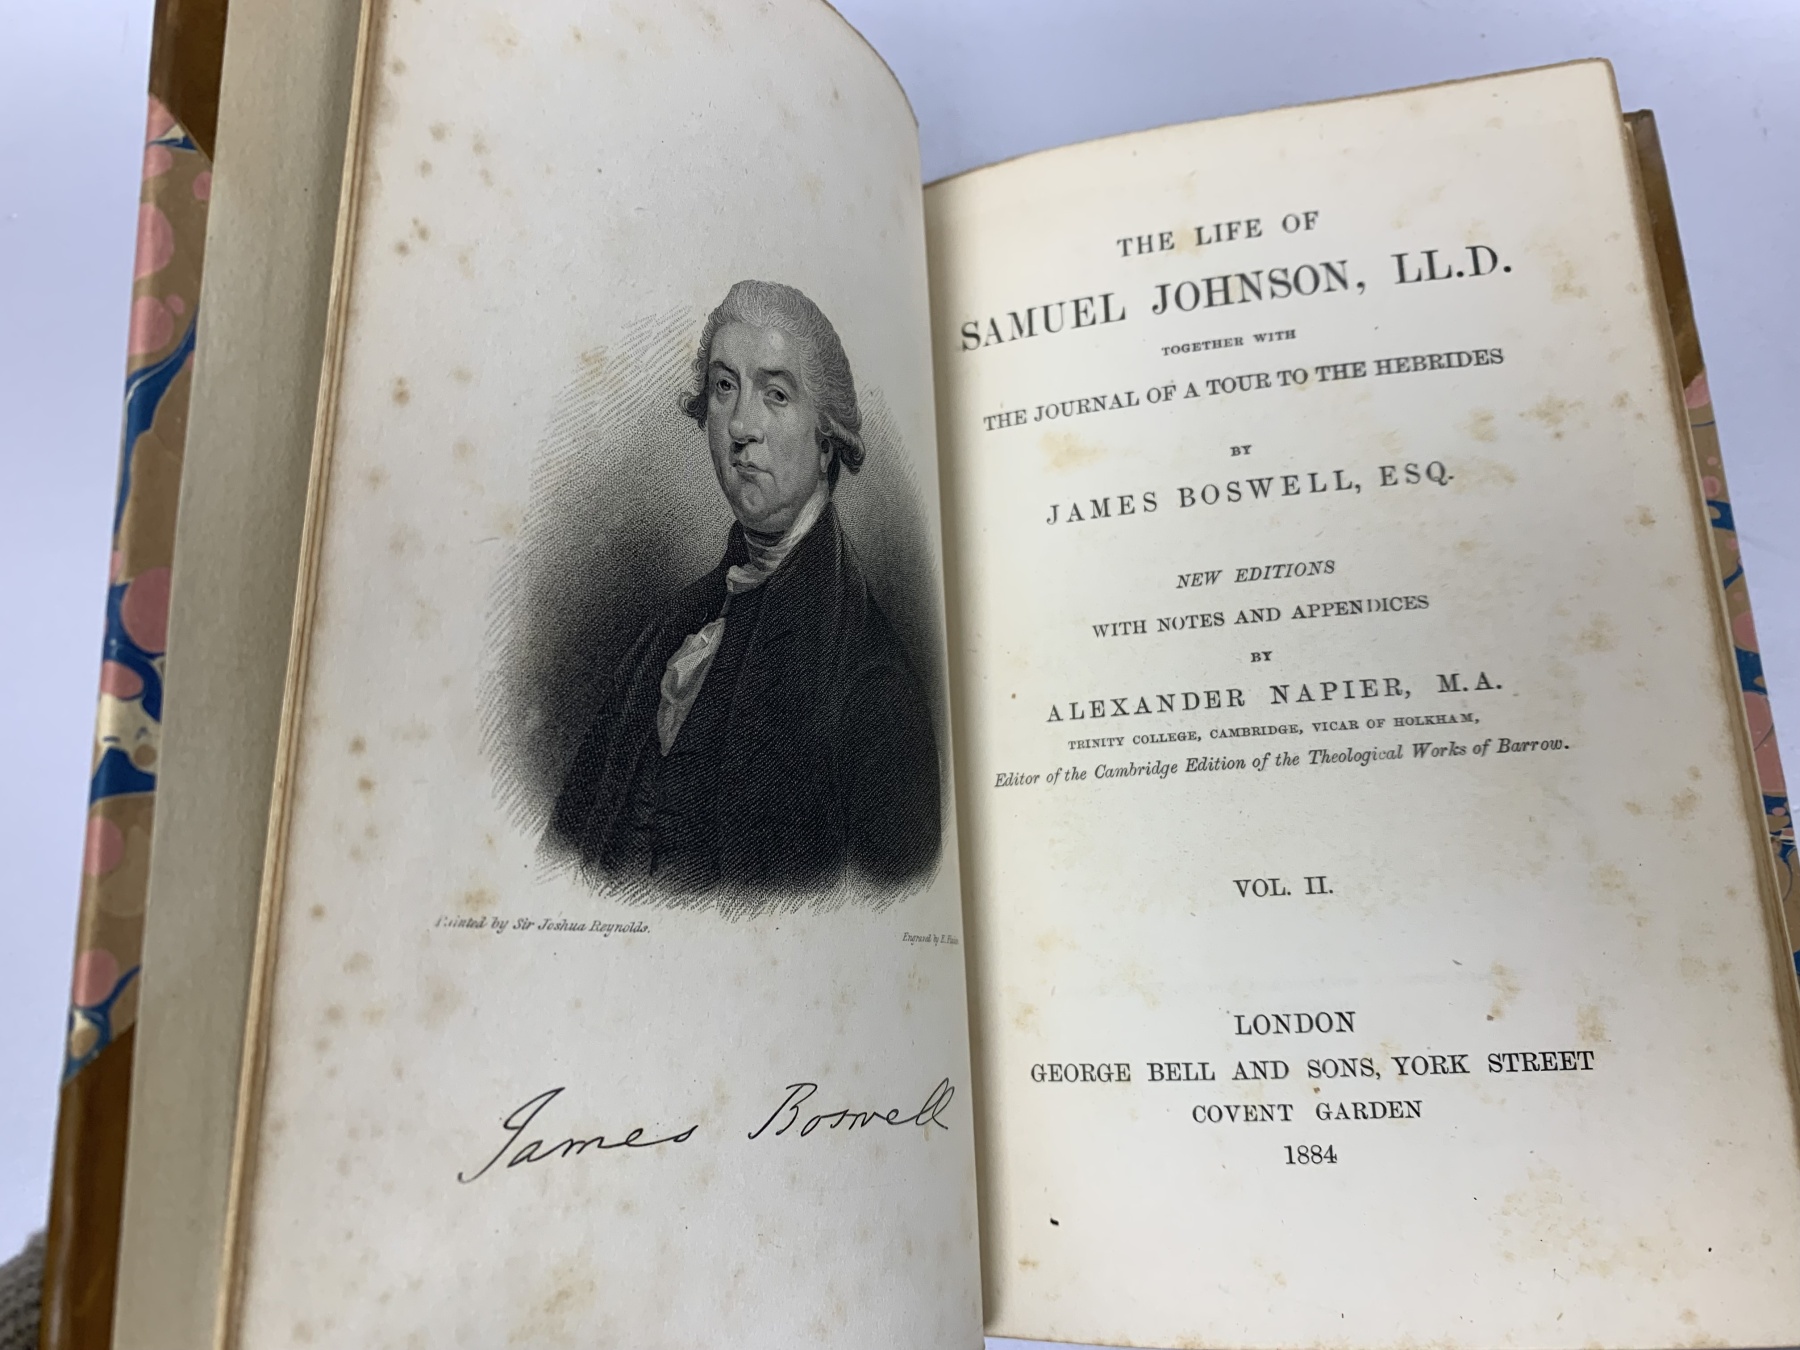 Painted by Sir Joshua Reynolds.
Engraved by E.
James Boswell
THE LIFE OF
SAMUEL JOHNSON, LL.D.
TOGETHER WITH
THE JOURNAL OF A TOUR TO THE HEBRIDES
BY
JAMES BOSWELL, ESQ.
NEW EDITIONS
WITH NOTES AND APPENDICES
BY
ALEXANDER NAPIER, M.A.
TRINITY COLLEGE, CAMBRIDGE, VICAR OF HOLKHAM,
Editor of the Cambridge Edition of the Theological Works of Barrow.
VOL. II.
LONDON
GEORGE BELL AND SONS, YORK STREET
COVENT GARDEN
1884